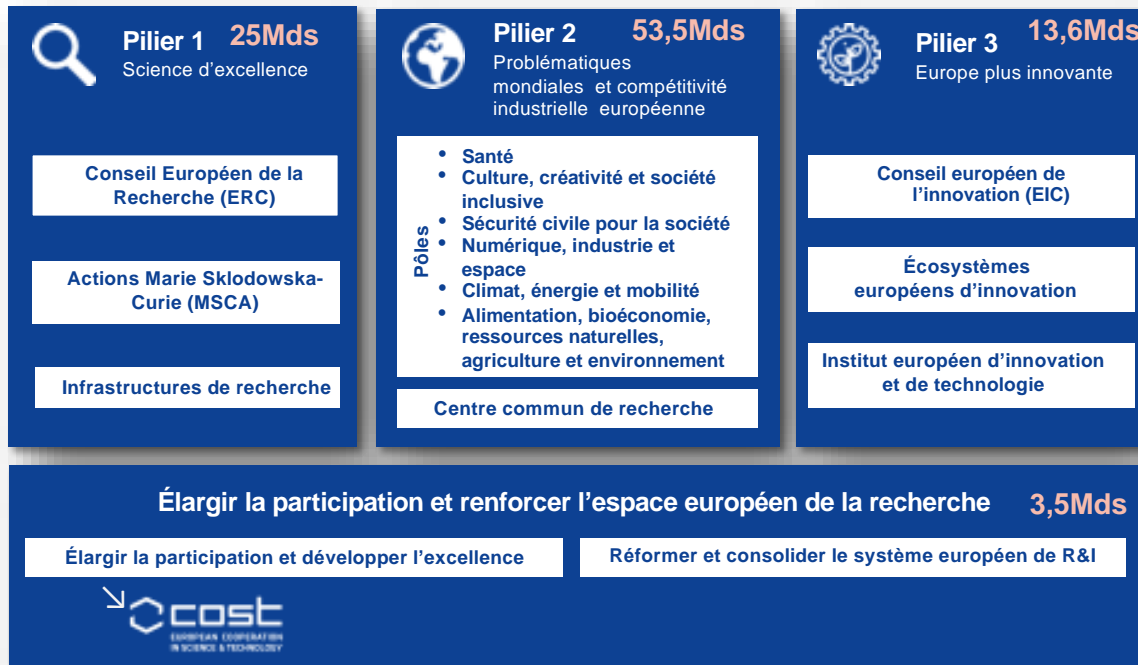 Pilier 1 25Mds
Science d'excellence
Conseil Européen de la
Recherche (ERC)
Actions Marie Sklodowska-
Curie (MSCA)
Infrastructures de recherche
Pilier 2 53,5Mds
Problématiques
mondiales et compétitivité
industrielle européenne
Pôles
• Santé
• Culture, créativité et société
inclusive
• Sécurité civile pour la société
• Numérique, industrie et
espace
• Climat, énergie et mobilité
• Alimentation, bioéconomie,
ressources naturelles,
agriculture et environnement
Centre commun de recherche
Pilier 3 13,6Mds
Europe plus innovante
Conseil européen de
l'innovation (EIC)
Écosystèmes
européens d'innovation
Institut européen d'innovation
et de technologie
Élargir la participation et renforcer l'espace européen de la recherche 3,5Mds
Élargir la participation et développer l'excellence
Réformer et consolider le système européen de R&I
cost
EUROPEAN COOPERATION
IN SCIENCE & TECHNOLOGY